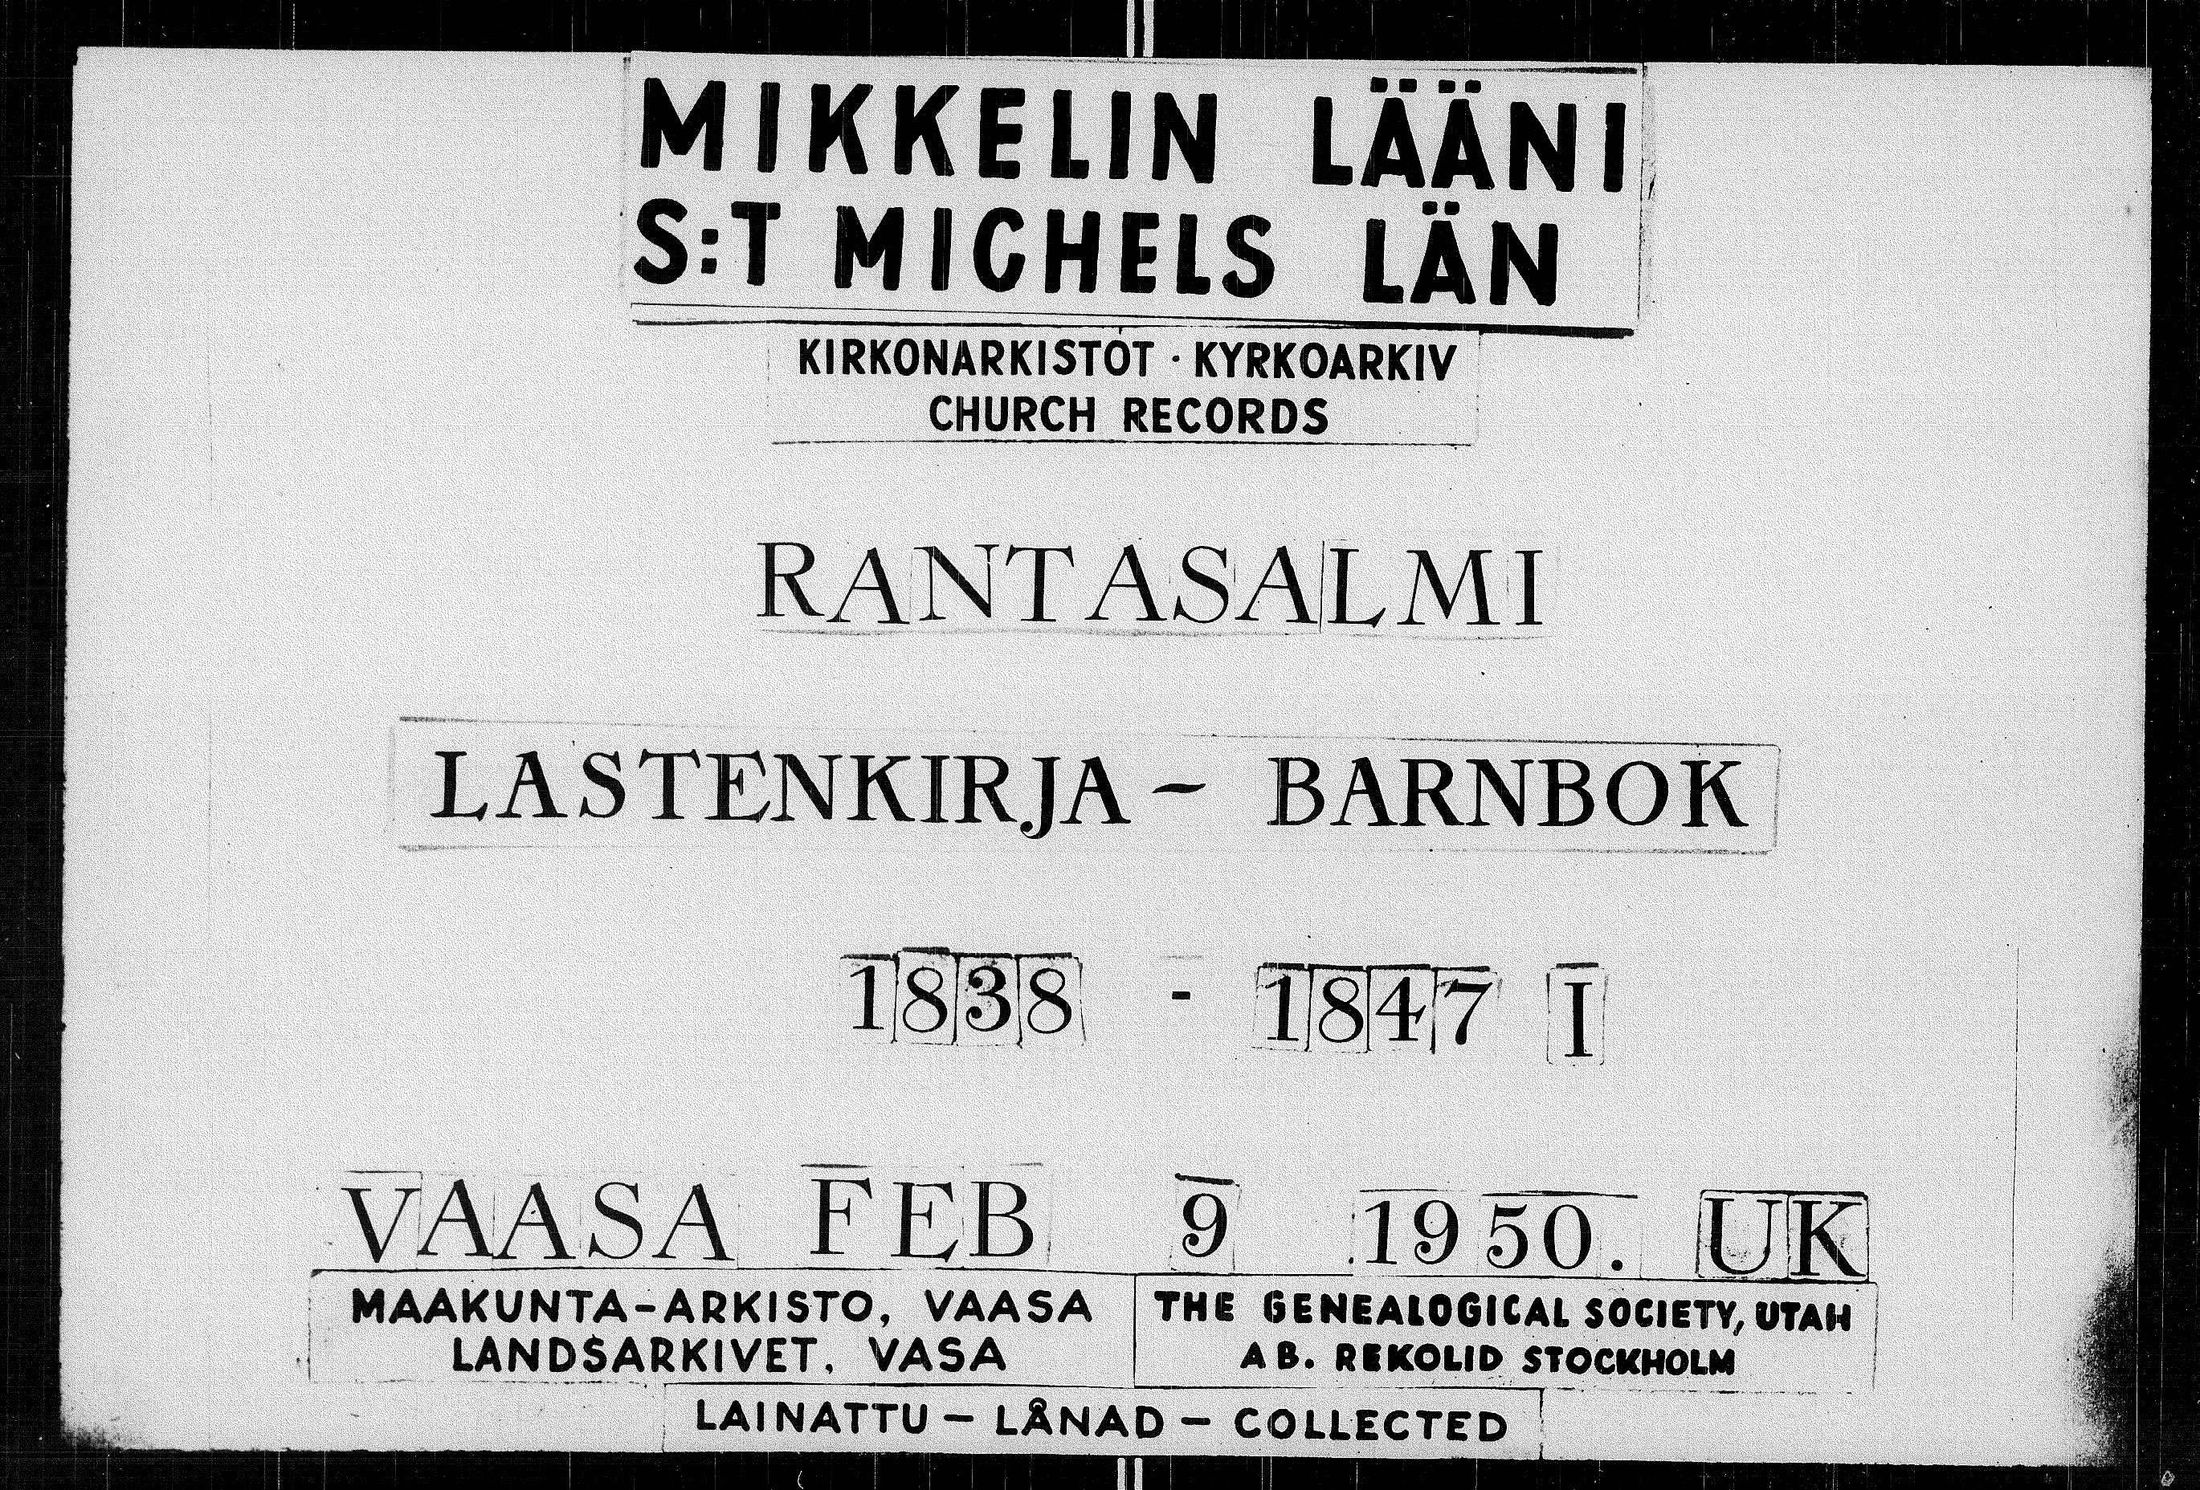 MIKKELIN LÄÄNI
S:T MICHELS LÄN
KIRKONARKISTOT · KYRKOARKIV
CHURCH RECORDS
RANTASALMI
LASTENKIRJA – BARNBOK
1838 - 1847 I
VAASA FEB 9 1950. UK
MAAKUNTA-ARKISTO, VAASA
LANDSARKIVET, VASA
THE GENEALOGICAL SOCIETY, UTAH
AB. REKOLID STOCKHOLM
LAINATTU – LÅNAD – COLLECTED